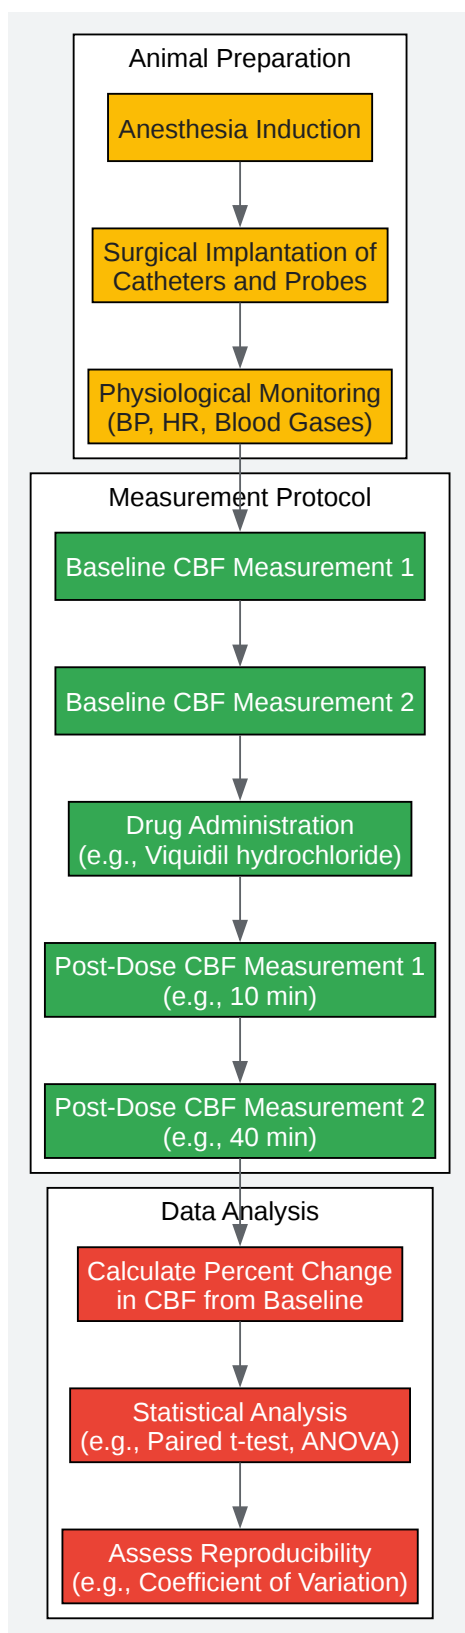 Animal Preparation
Anesthesia Induction
Surgical Implantation of
Catheters and Probes
Physiological Monitoring
(BP, HR, Blood Gases)
Measurement Protocol
Baseline CBF Measurement 1
Baseline CBF Measurement 2
Drug Administration
(e.g., Viquidil hydrochloride)
Post-Dose CBF Measurement 1
(e.g., 10 min)
Post-Dose CBF Measurement 2
(e.g., 40 min)
Data Analysis
Calculate Percent Change
in CBF from Baseline
Statistical Analysis
(e.g., Paired t-test, ANOVA)
Assess Reproducibility
(e.g., Coefficient of Variation)